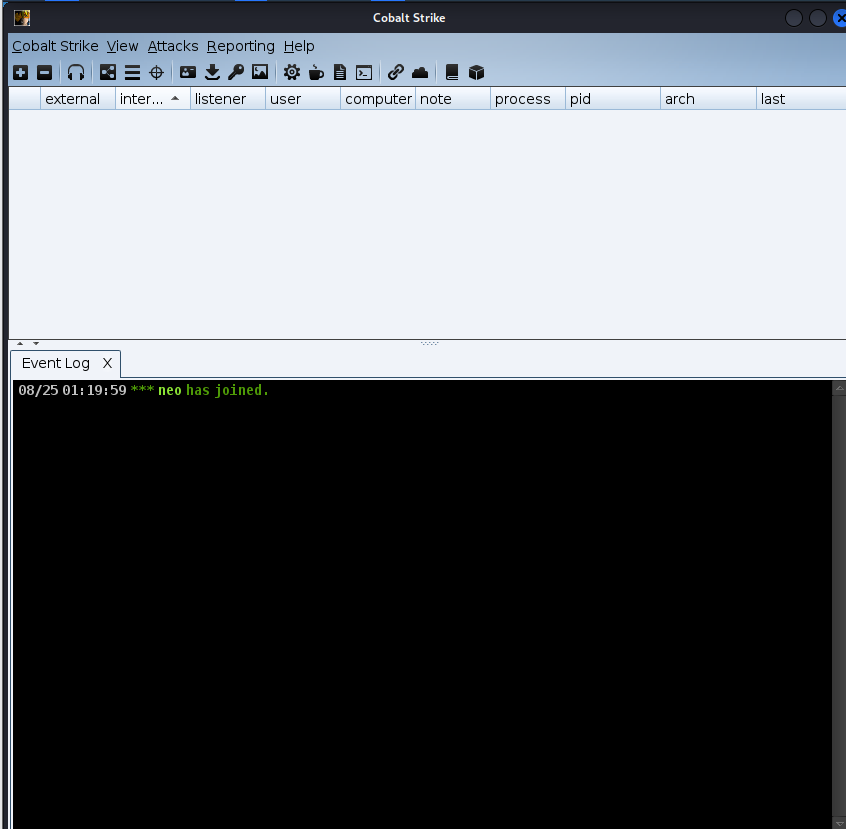 Cobalt Strike
Cobalt Strike View Attacks Reporting Help
external inter... listener user computer note process pid arch last
Event Log X
08/25 01:19:59 *** neo has joined.